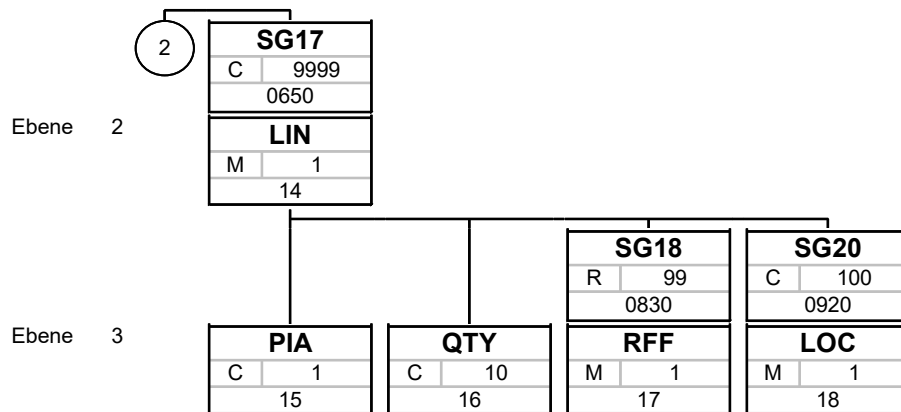 2
SG17
C 9999
0650
Ebene 2
LIN
M 1
14
SG18
R 99
0830
SG20
C 100
0920
Ebene 3
PIA
C 1
15
QTY
C 10
16
RFF
M 1
17
LOC
M 1
18